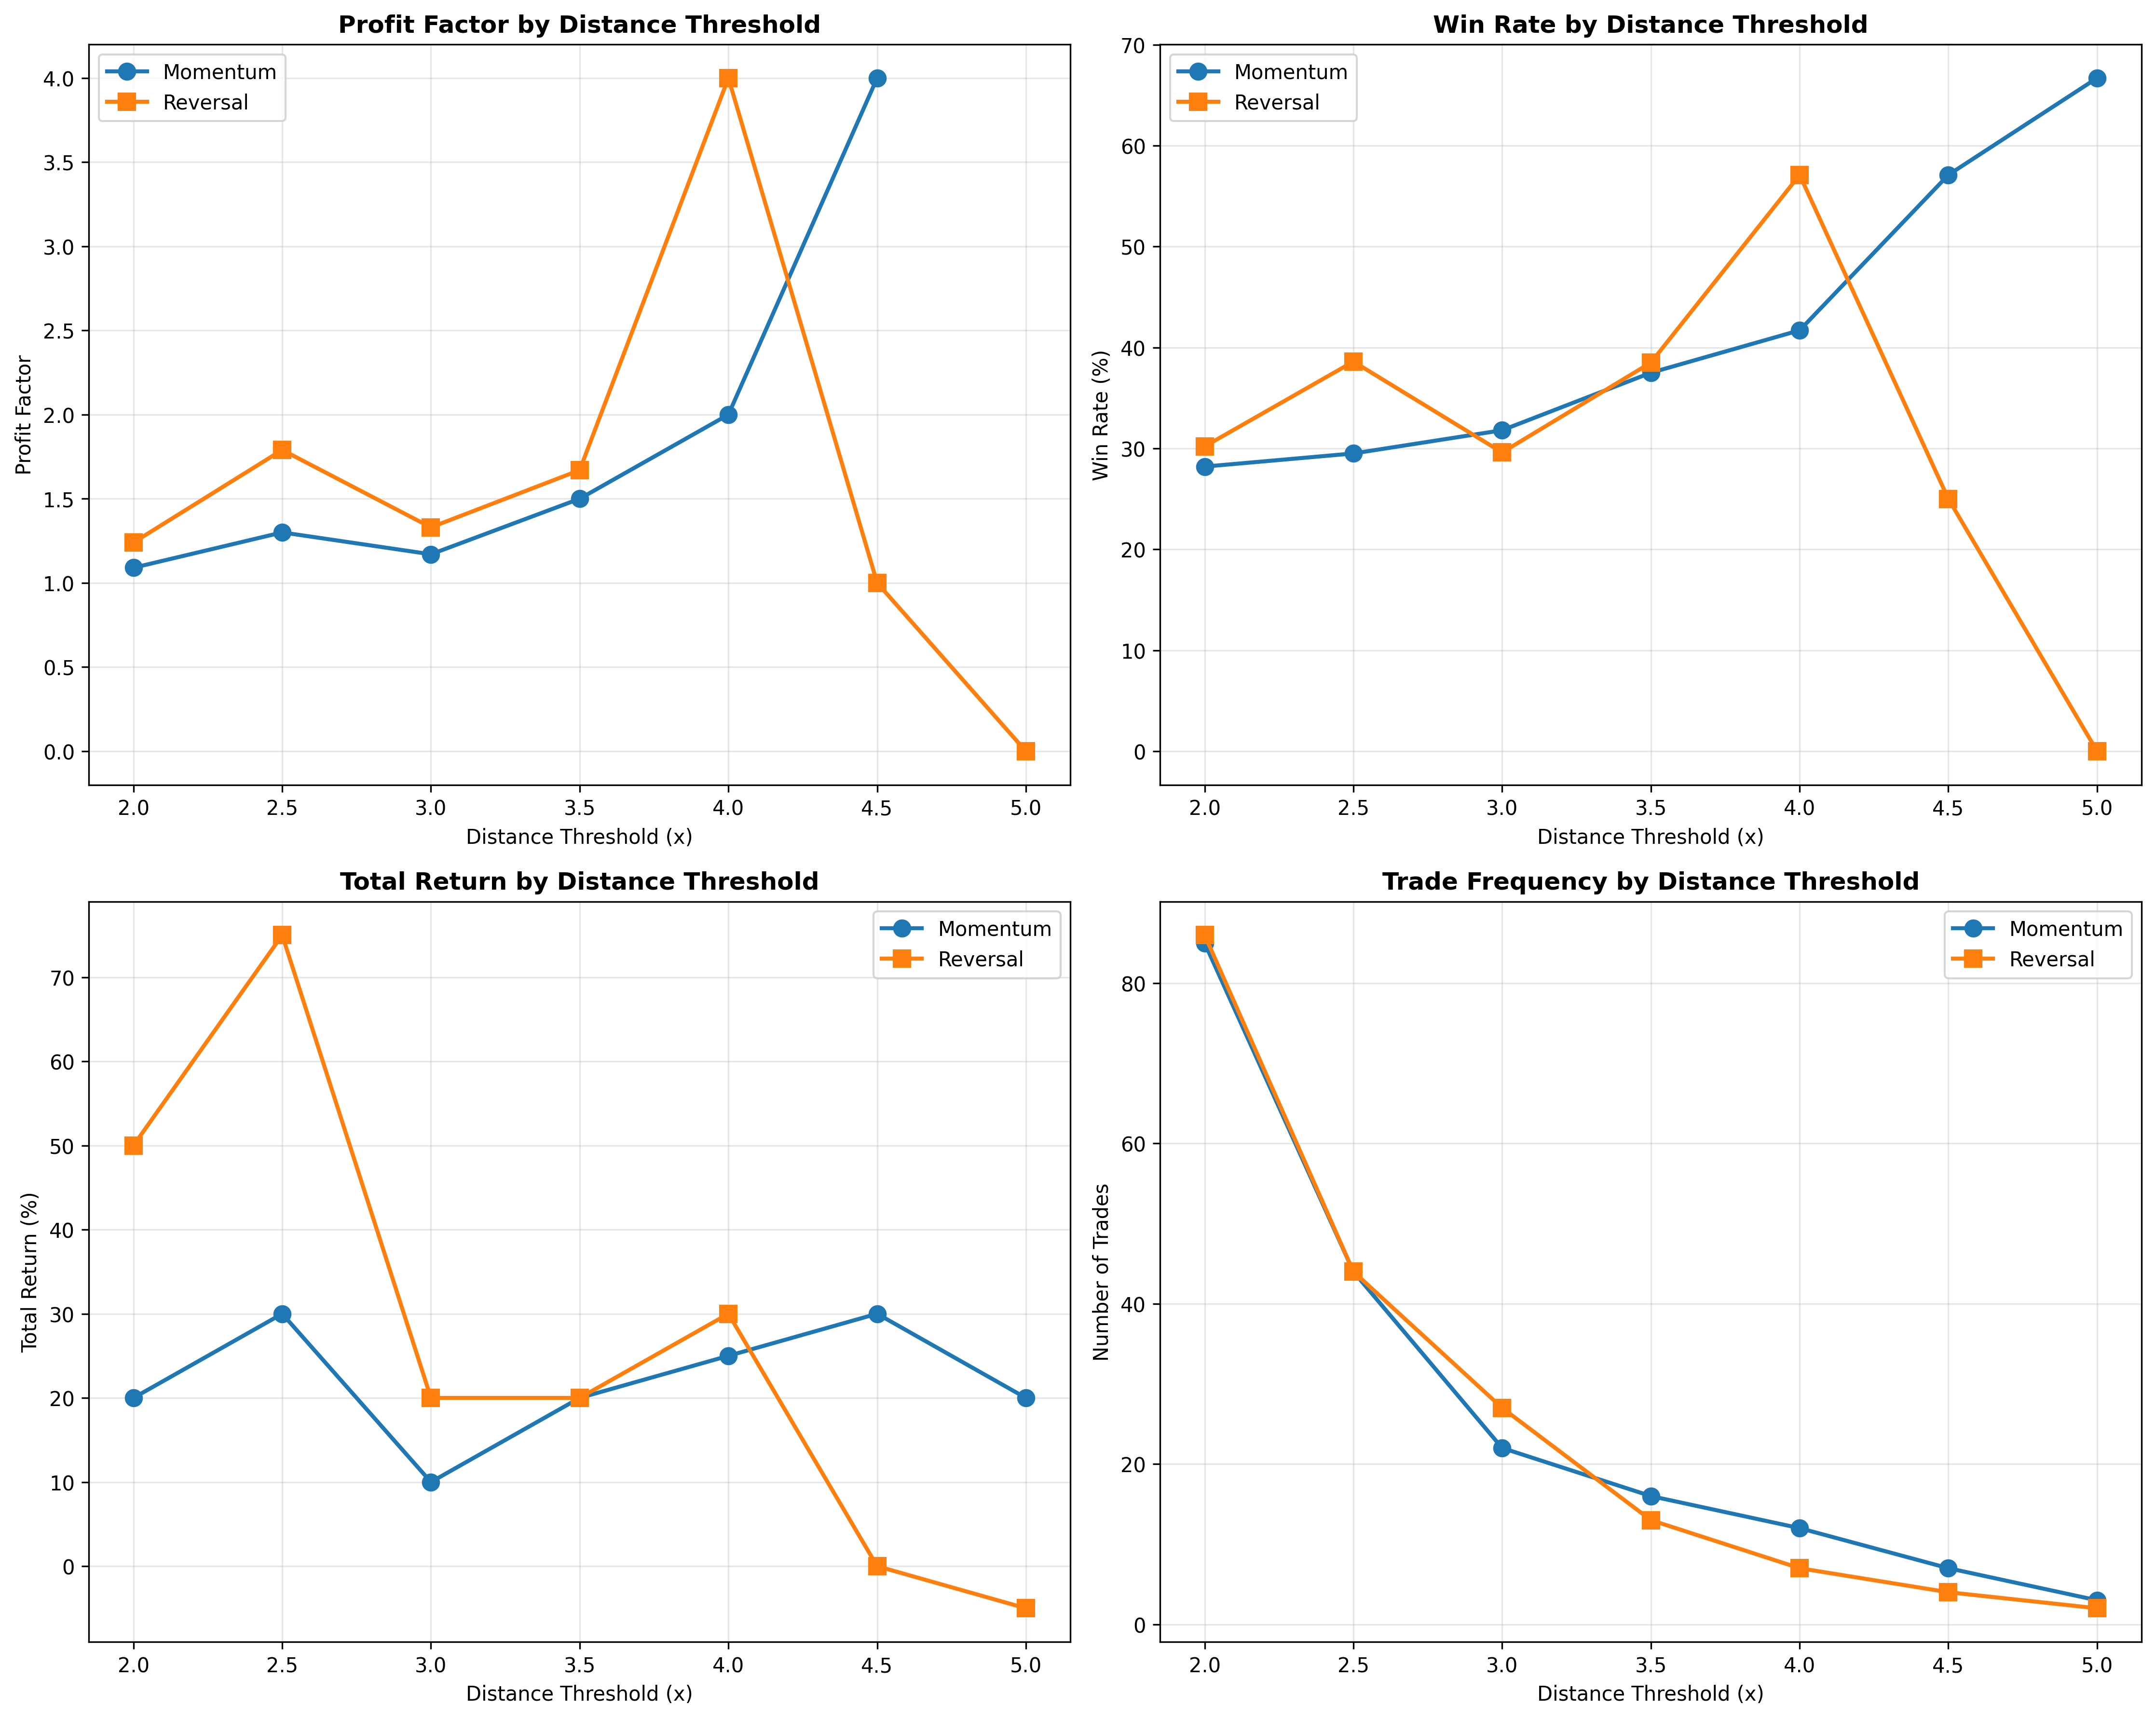 Profit Factor by Distance Threshold
Momentum
Reversal
Profit Factor
4.0
3.5
3.0
2.5
2.0
1.5
1.0
0.5
0.0
2.0 2.5 3.0 3.5 4.0 4.5 5.0
Distance Threshold (x)
Win Rate by Distance Threshold
Momentum
Reversal
Win Rate (%)
70
60
50
40
30
20
10
0
2.0 2.5 3.0 3.5 4.0 4.5 5.0
Distance Threshold (x)
Total Return by Distance Threshold
Momentum
Reversal
Total Return (%)
70
60
50
40
30
20
10
0
2.0 2.5 3.0 3.5 4.0 4.5 5.0
Distance Threshold (x)
Trade Frequency by Distance Threshold
Momentum
Reversal
Number of Trades
80
60
40
20
0
2.0 2.5 3.0 3.5 4.0 4.5 5.0
Distance Threshold (x)